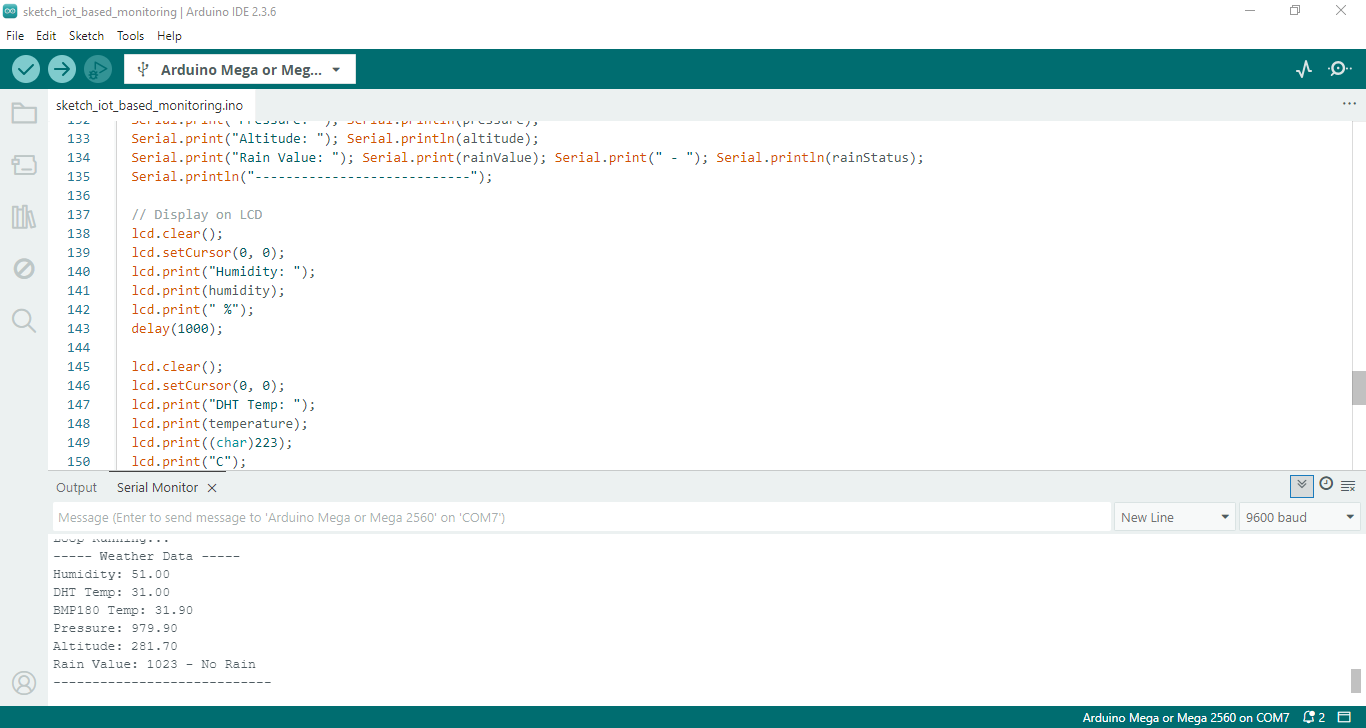 sketch_iot_based_monitoring | Arduino IDE 2.3.6
File Edit Sketch Tools Help
Arduino Mega or Meg...
sketch_iot_based_monitoring.ino
132 Serial.print("Pressure: "); Serial.println(pressure);
133 Serial.print("Altitude: "); Serial.println(altitude);
134 Serial.print("Rain Value: "); Serial.print(rainValue); Serial.print(" - "); Serial.println(rainStatus);
135 Serial.println("----------------------------");
136
137 // Display on LCD
138 lcd.clear();
139 lcd.setCursor(0, 0);
140 lcd.print("Humidity: ");
141 lcd.print(humidity);
142 lcd.print(" %");
143 delay(1000);
144
145 lcd.clear();
146 lcd.setCursor(0, 0);
147 lcd.print("DHT Temp: ");
148 lcd.print(temperature);
149 lcd.print((char)223);
150 lcd.print("C");
Output Serial Monitor
Message (Enter to send message to 'Arduino Mega or Mega 2560' on 'COM7')
New Line
9600 baud
Loop Running...
----- Weather Data -----
Humidity: 51.00
DHT Temp: 31.00
BMP180 Temp: 31.90
Pressure: 979.90
Altitude: 281.70
Rain Value: 1023 - No Rain
----------------------------
Arduino Mega or Mega 2560 on COM7 2